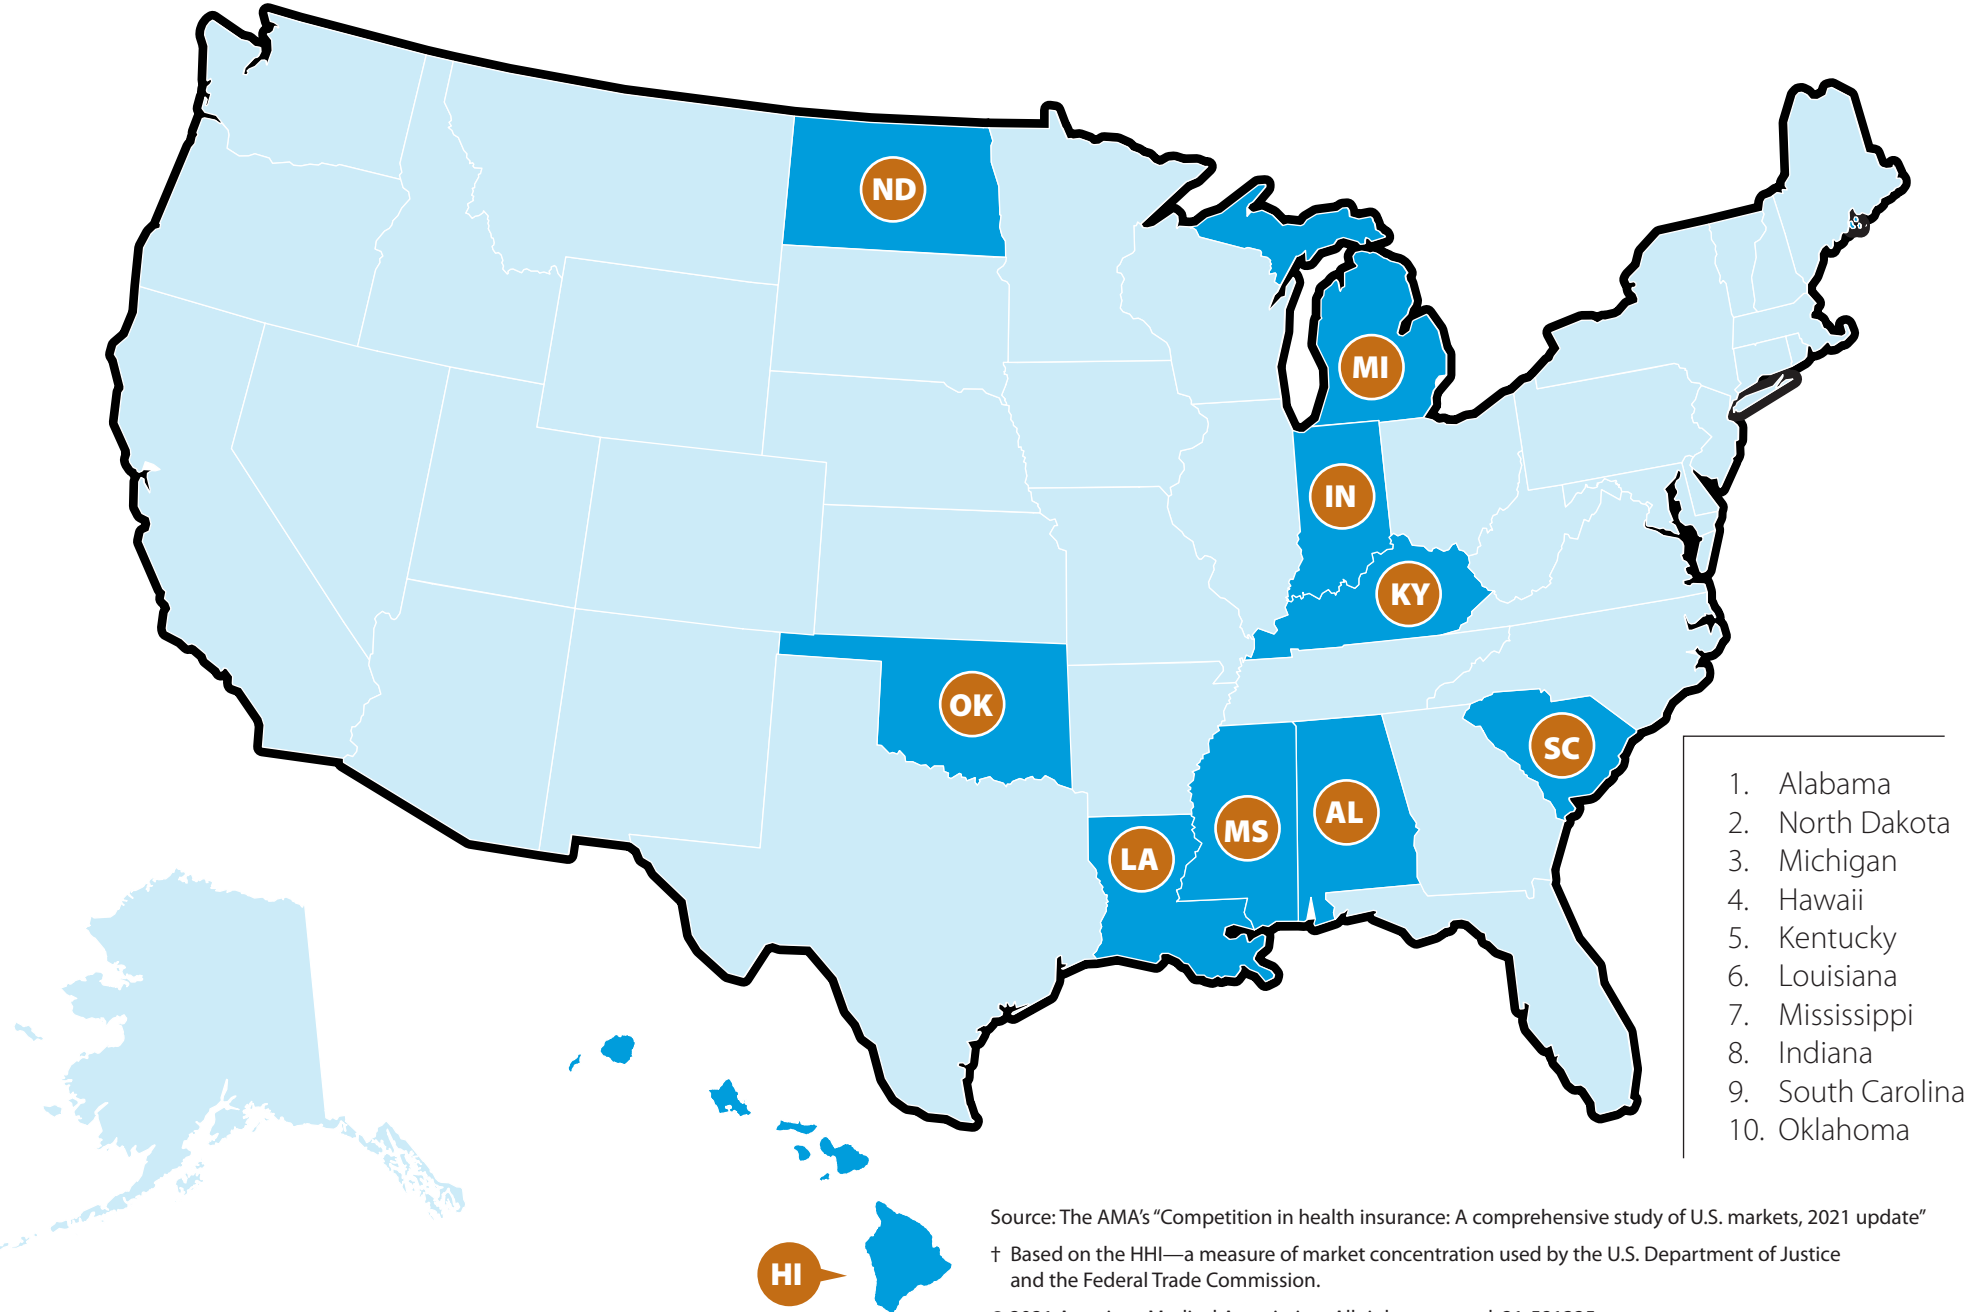 ND
MI
IN
KY
OK
SC
MS
AL
LA
1. Alabama
2. North Dakota
3. Michigan
4. Hawaii
5. Kentucky
6. Louisiana
7. Mississippi
8. Indiana
9. South Carolina
10. Oklahoma
HI
Source: The AMA’s “Competition in health insurance: A comprehensive study of U.S. markets, 2021 update”
† Based on the HHI—a measure of market concentration used by the U.S. Department of Justice
and the Federal Trade Commission.